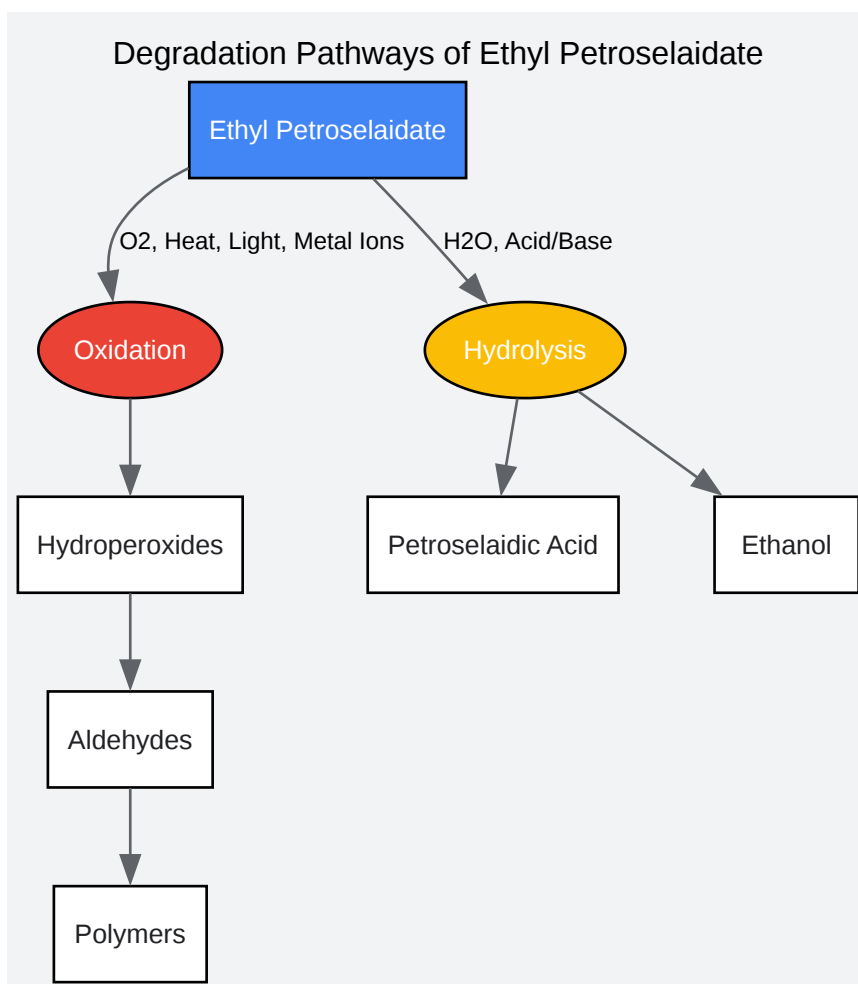 Degradation Pathways of Ethyl Petroselaidate
Ethyl Petroselaidate
O2, Heat, Light, Metal Ions
H2O, Acid/Base
Oxidation
Hydrolysis
Hydroperoxides
Petroselaidic Acid
Ethanol
Aldehydes
Polymers